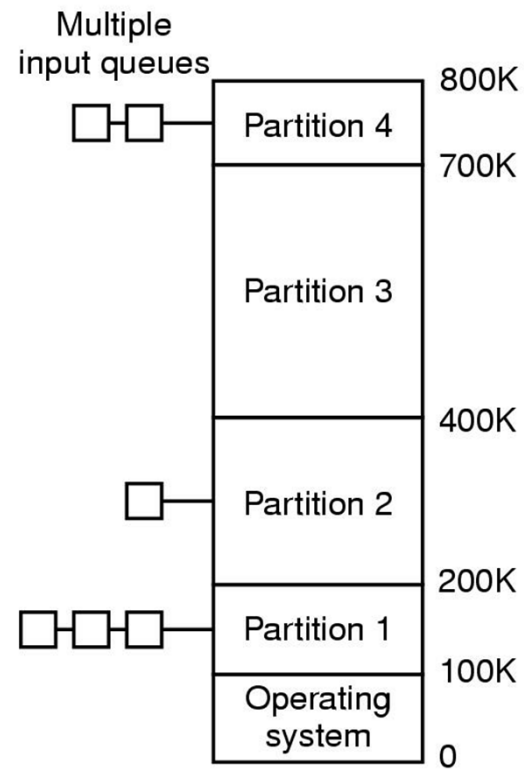 Multiple
input queues
800K
Partition 4
700K
Partition 3
400K
Partition 2
200K
Partition 1
100K
Operating
system
0